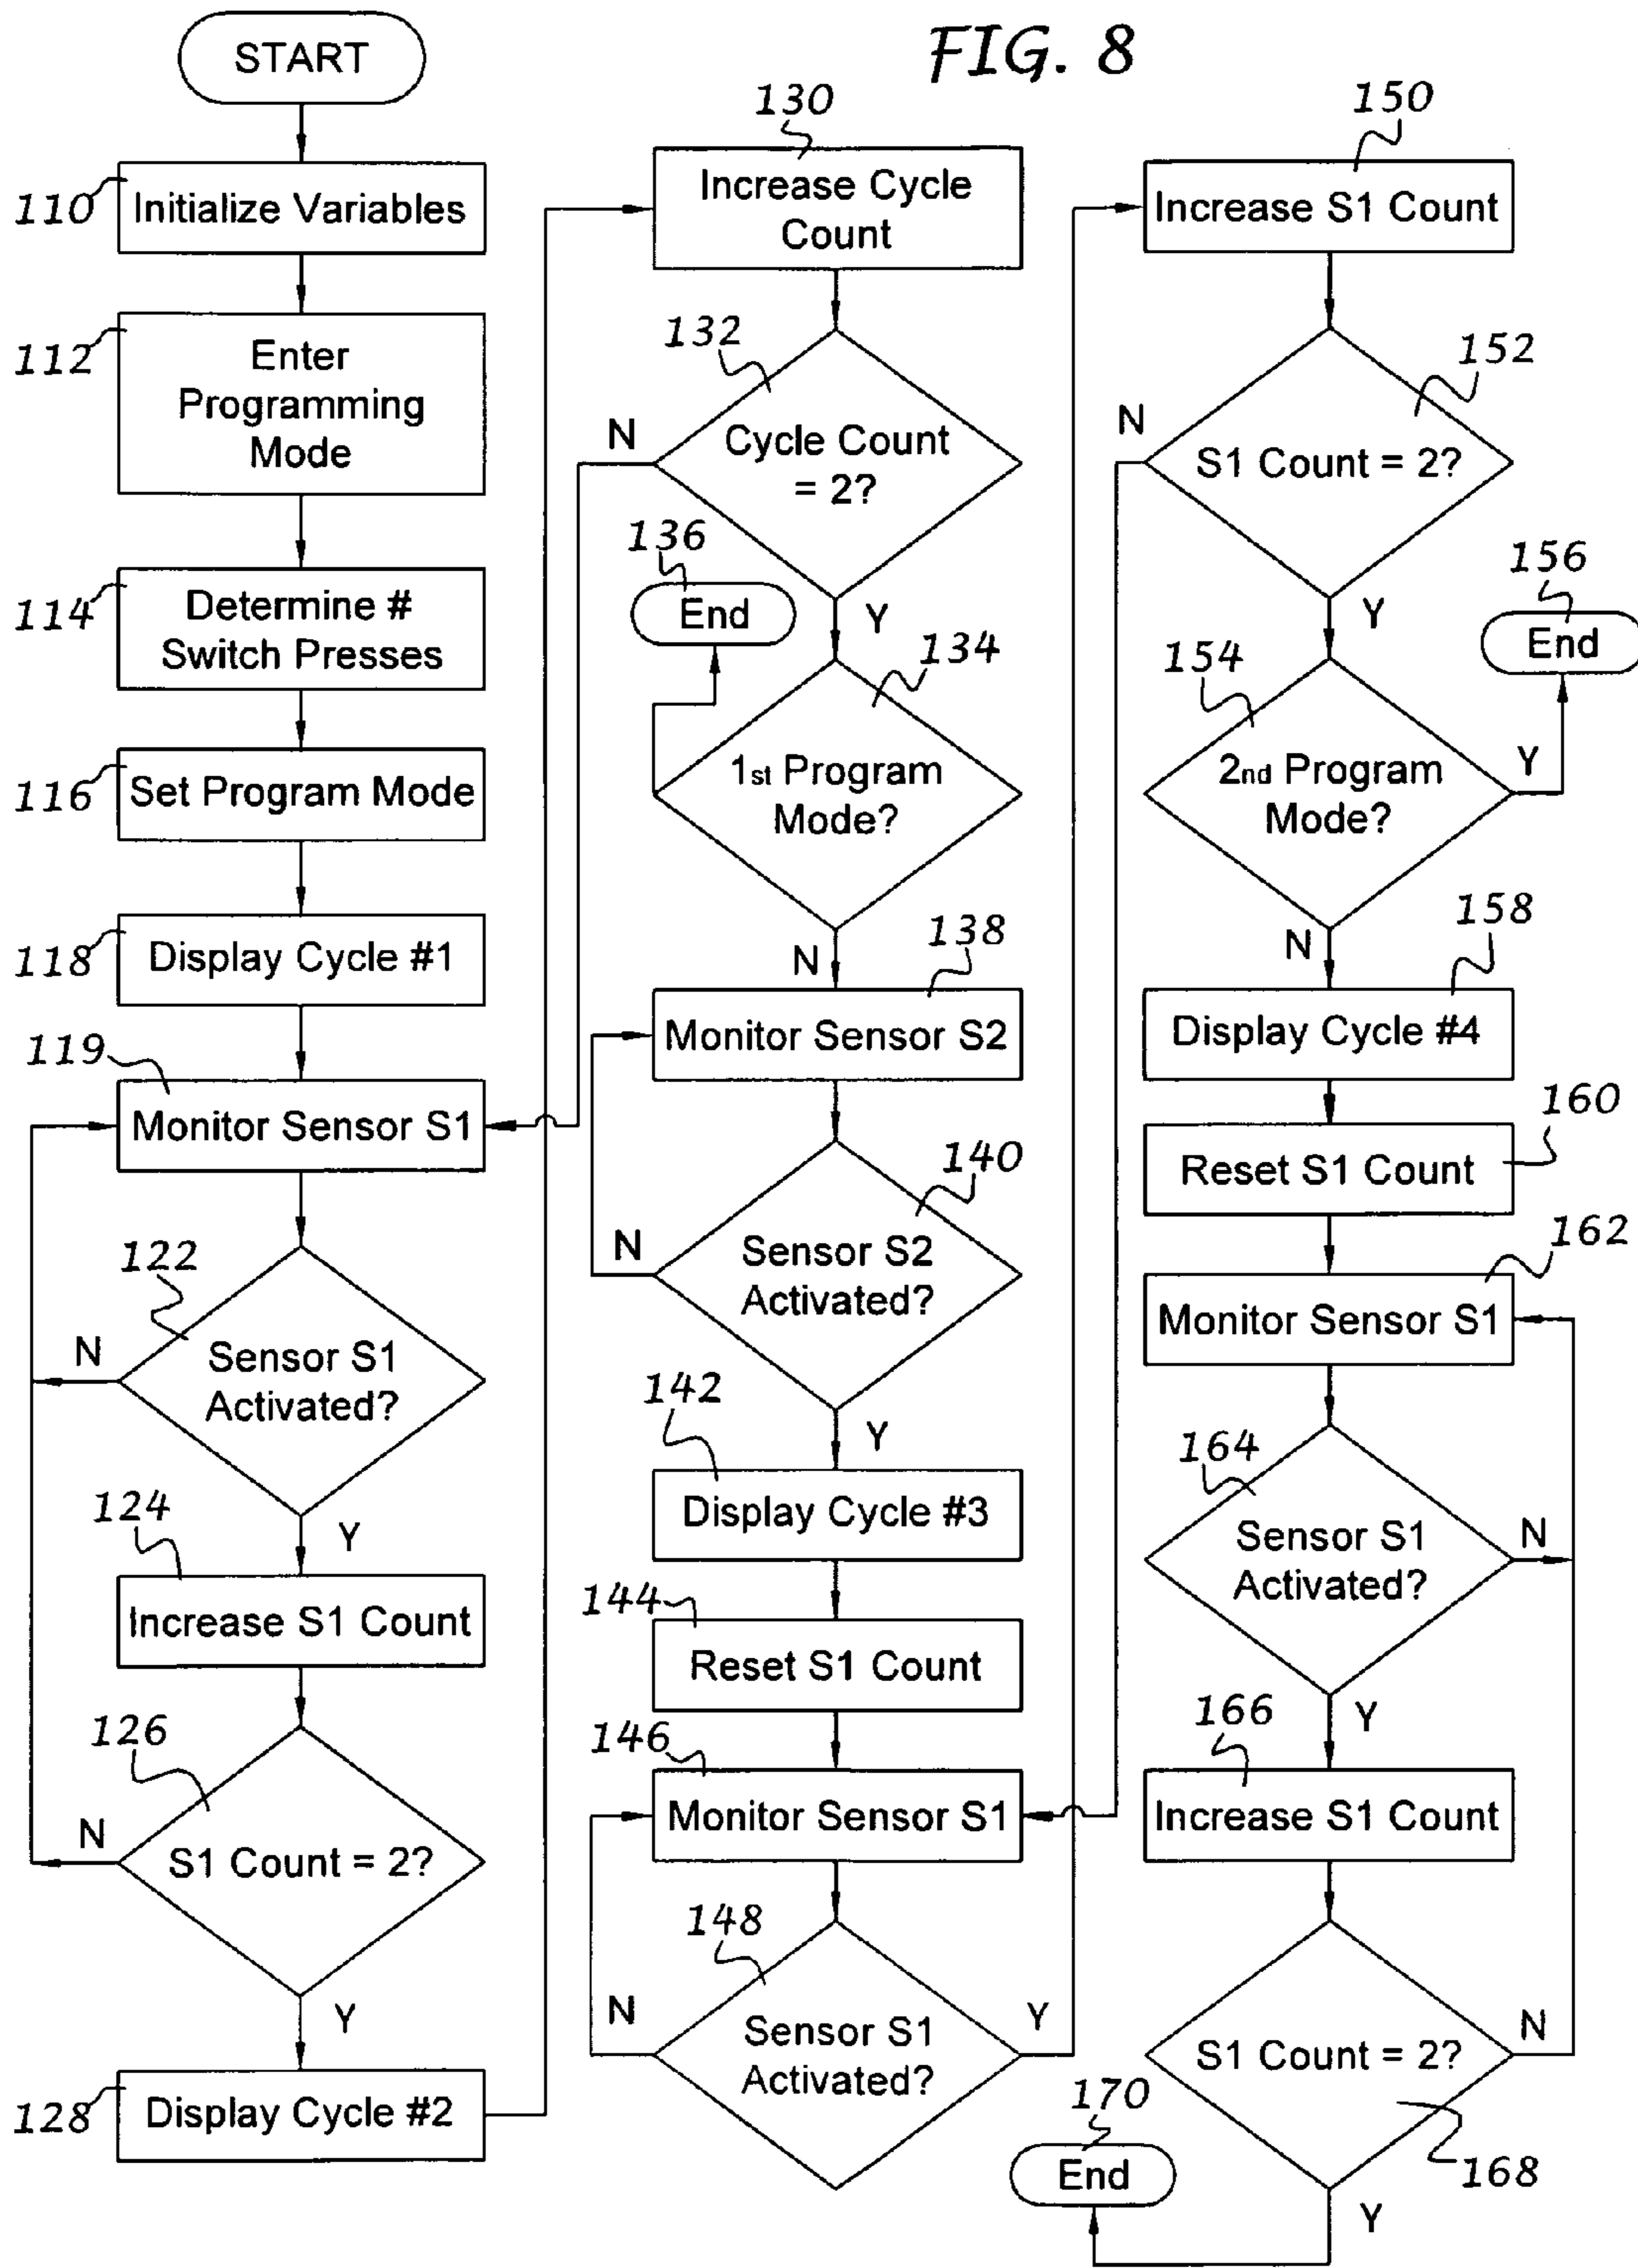 FIG. 8
START
110
Initialize Variables
112
Enter
Programming
Mode
114
Determine #
Switch Presses
116
Set Program Mode
118
Display Cycle #1
119
Monitor Sensor S1
122
Sensor S1
Activated?
N
Y
124
Increase S1 Count
126
S1 Count = 2?
N
Y
128
Display Cycle #2
130
Increase Cycle
Count
132
Cycle Count
= 2?
N
Y
136
End
134
1st Program
Mode?
N
138
Monitor Sensor S2
140
Sensor S2
Activated?
N
Y
142
Display Cycle #3
144
Reset S1 Count
146
Monitor Sensor S1
148
Sensor S1
Activated?
N
Y
150
Increase S1 Count
152
S1 Count = 2?
N
Y
156
End
154
2nd Program
Mode?
Y
N
158
Display Cycle #4
160
Reset S1 Count
162
Monitor Sensor S1
164
Sensor S1
Activated?
N
Y
166
Increase S1 Count
S1 Count = 2?
N
168
170
End
Y